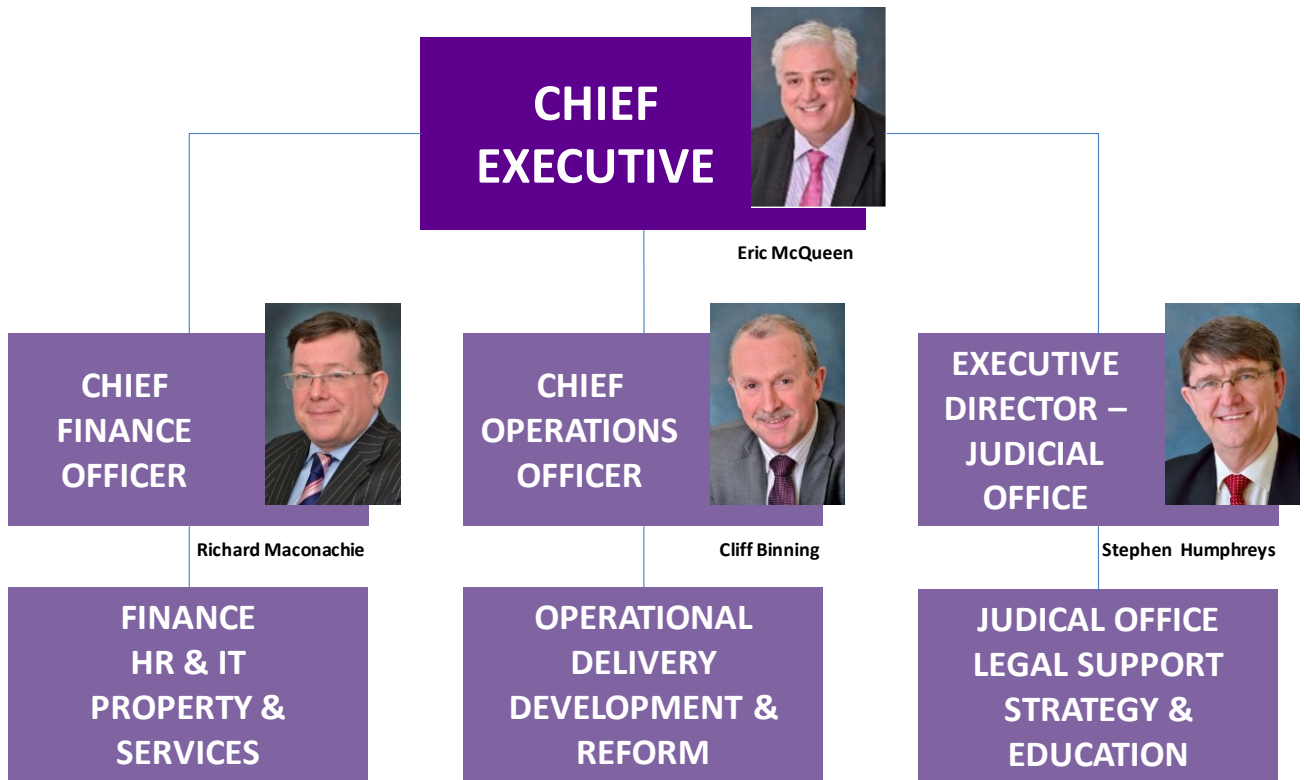 CHIEF
EXECUTIVE
Eric McQueen
CHIEF
FINANCE
OFFICER
Richard Maconachie
CHIEF
OPERATIONS
OFFICER
Cliff Binning
EXECUTIVE
DIRECTOR –
JUDICIAL
OFFICE
Stephen Humphreys
FINANCE
HR & IT
PROPERTY &
SERVICES
OPERATIONAL
DELIVERY
DEVELOPMENT &
REFORM
JUDICAL OFFICE
LEGAL SUPPORT
STRATEGY &
EDUCATION